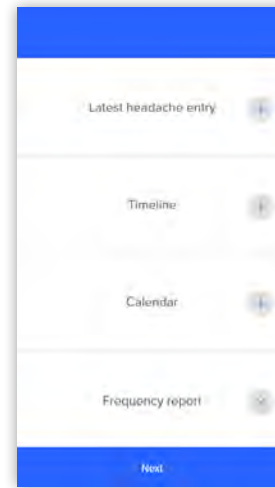 Latest headache entry
Timeline
Calendar
Frequency report
Next